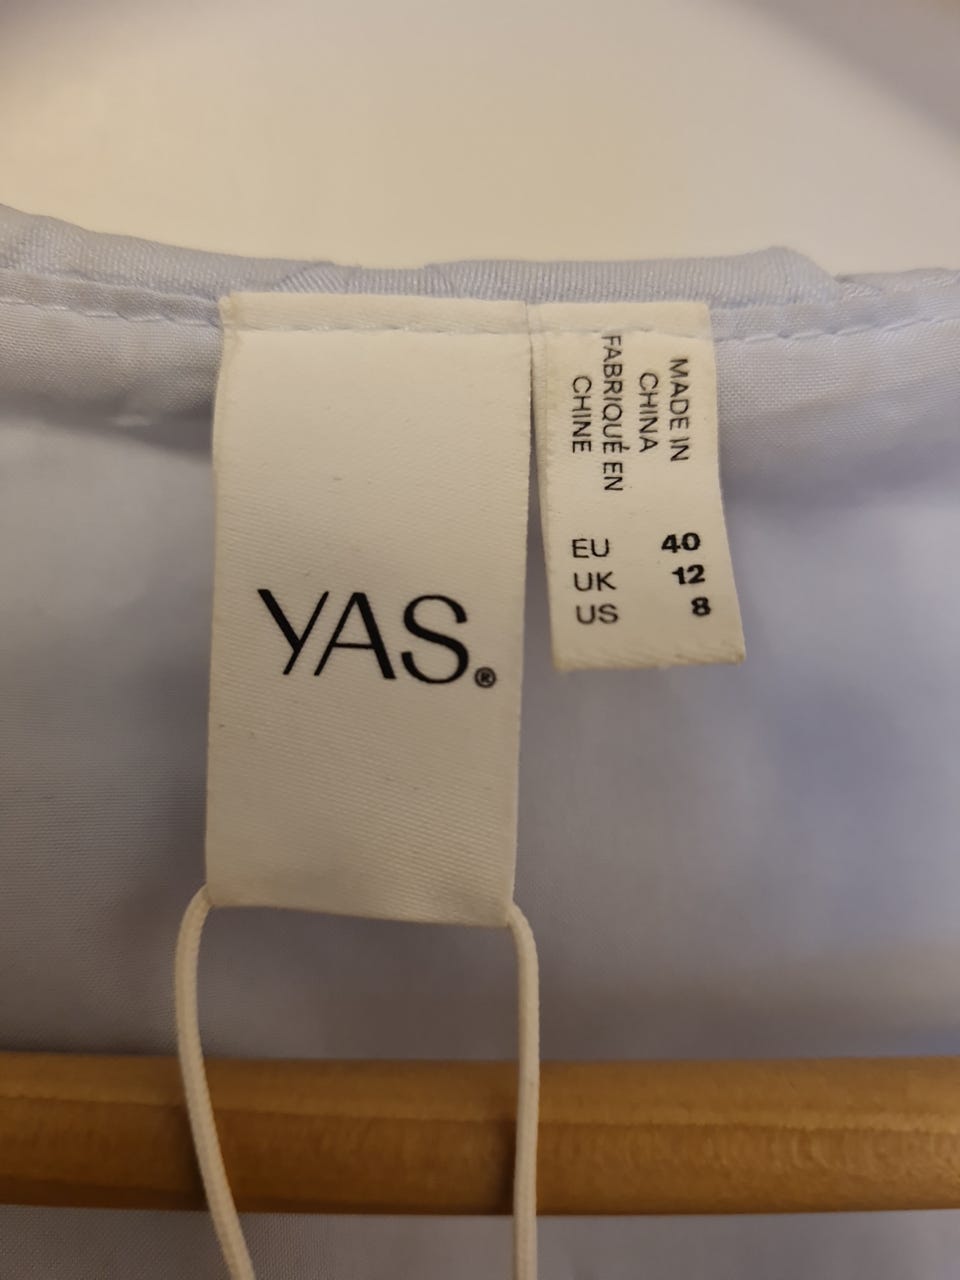 YAS®
MADE IN
CHINA
FABRIQUÉ EN
CHINE
EU 40
UK 12
US 8